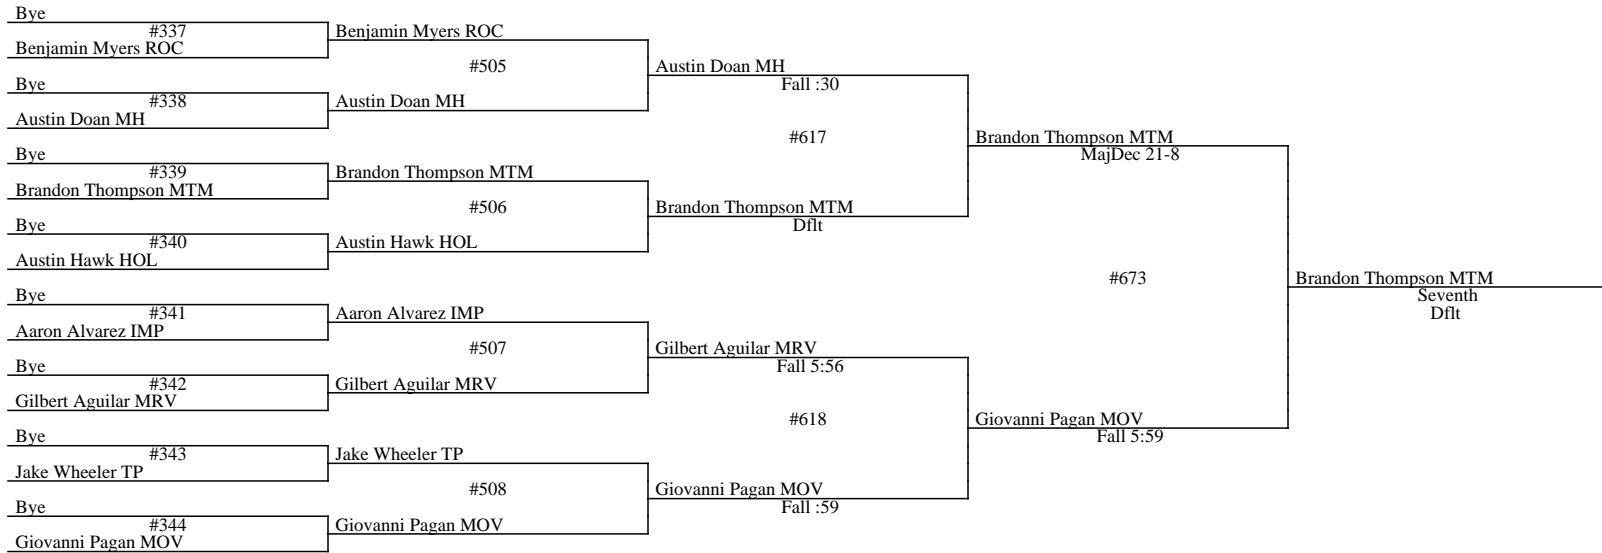 Bye
#337
Benjamin Myers ROC
Bye
#338
Austin Doan MH
Bye
#339
Brandon Thompson MTM
Bye
#340
Austin Hawk HOL
Bye
#341
Aaron Alvarez IMP
Bye
#342
Gilbert Aguilar MRV
Bye
#343
Jake Wheeler TP
Bye
#344
Giovanni Pagan MOV
Benjamin Myers ROC
#505
Austin Doan MH
Brandon Thompson MTM
#506
Austin Hawk HOL
Aaron Alvarez IMP
#507
Gilbert Aguilar MRV
Jake Wheeler TP
#508
Giovanni Pagan MOV
Austin Doan MH
Fall :30
#617
Brandon Thompson MTM
Dflt
Gilbert Aguilar MRV
Fall 5:56
#618
Giovanni Pagan MOV
Fall :59
Brandon Thompson MTM
MajDec 21-8
#673
Giovanni Pagan MOV
Fall 5:59
Brandon Thompson MTM
Seventh
Dflt